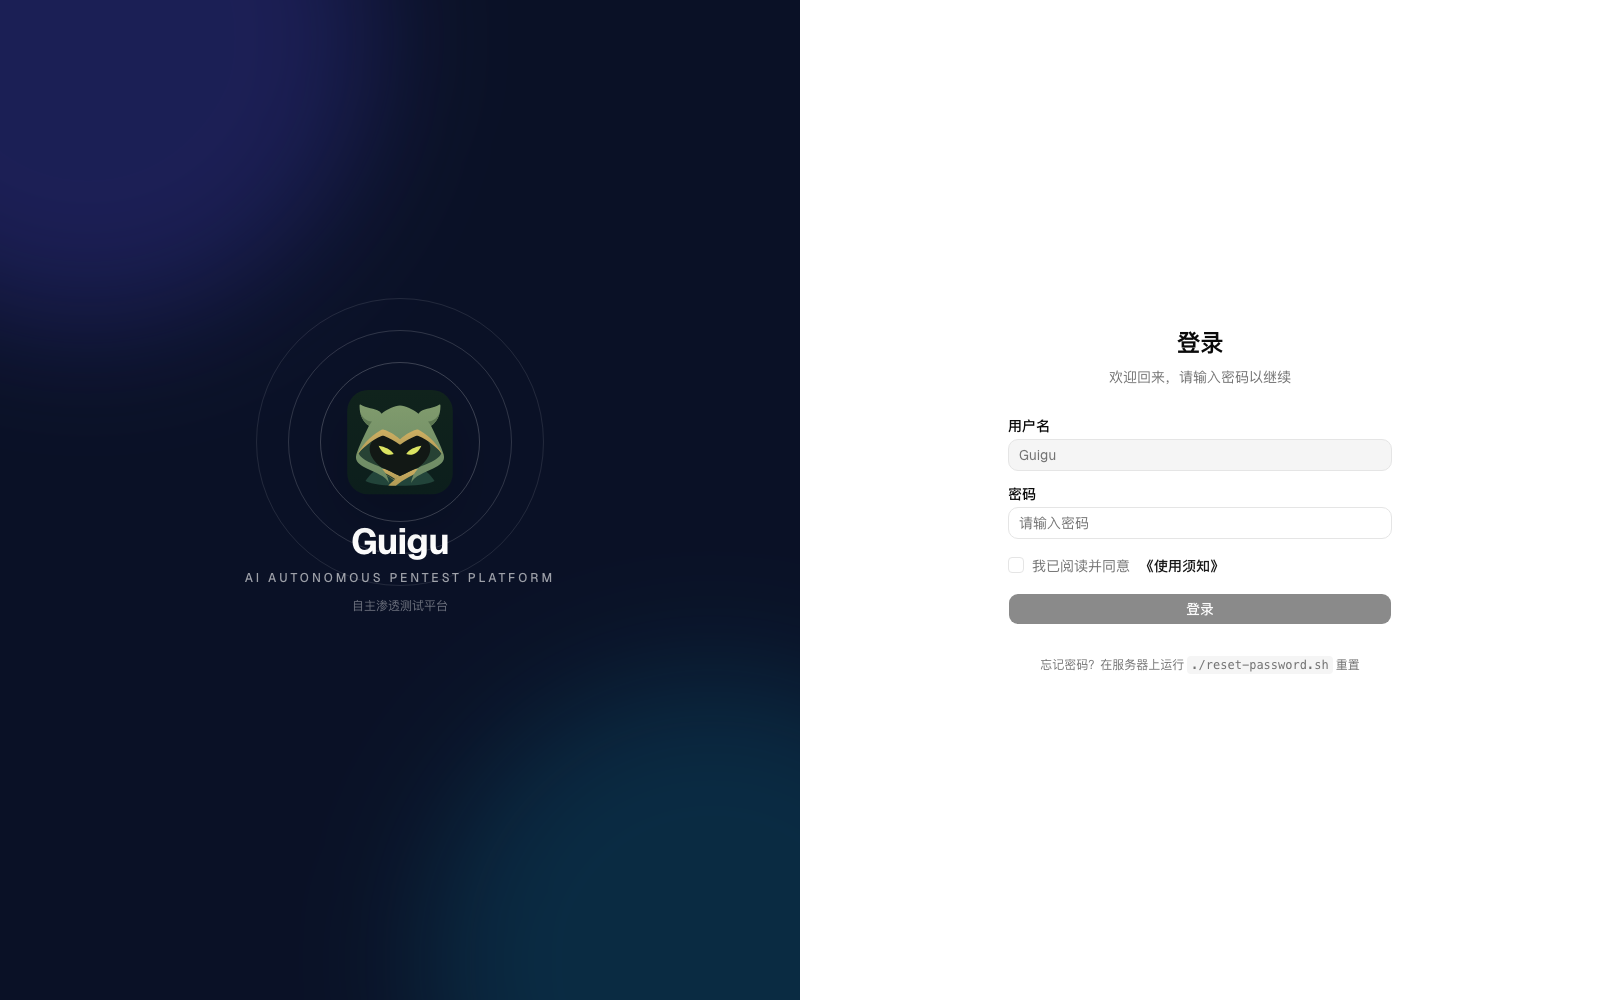 Guigu
AI AUTONOMOUS PENTEST PLATFORM
自主渗透测试平台
登录
欢迎回来，请输入密码以继续
用户名
Guigu
密码
请输入密码
我已阅读并同意 《使用须知》
登录
忘记密码？在服务器上运行 ./reset-password.sh 重置